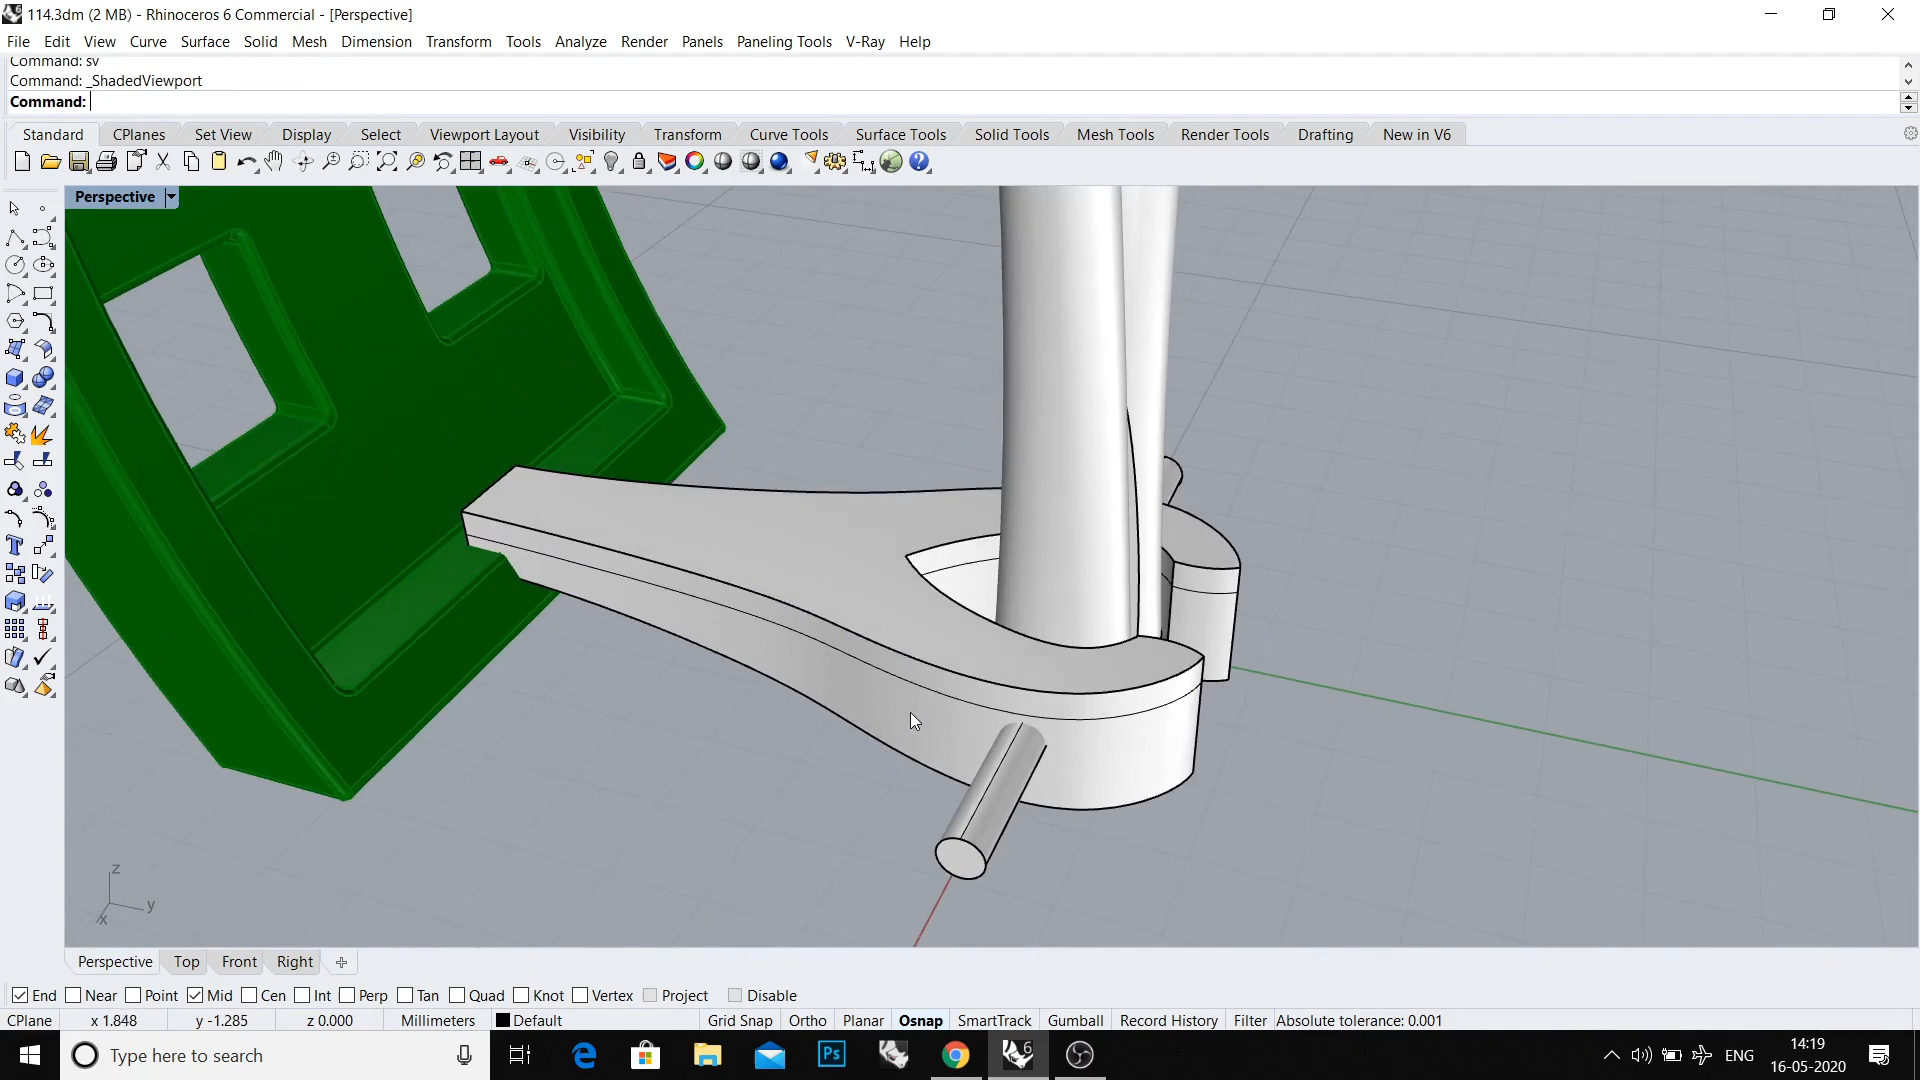 114.3dm (2 MB) - Rhinoceros 6 Commercial - [Perspective]
File Edit View Curve Surface Solid Mesh Dimension Transform Tools Analyze Render Panels Paneling Tools V-Ray Help
Command: sv
Command: _ShadedViewport
Command:
Standard CPlanes Set View Display Select Viewport Layout Visibility Transform Curve Tools Surface Tools Solid Tools Mesh Tools Render Tools Drafting New in V6
Perspective
z
y
x
Perspective Top Front Right
End Near Point Mid Cen Int Perp Tan Quad Knot Vertex Project Disable
CPlane x 1.848 y -1.285 z 0.000 Millimeters Default Grid Snap Ortho Planar Osnap SmartTrack Gumball Record History Filter Absolute tolerance: 0.001
Type here to search Ps 6 ENG 14:19
16-05-2020